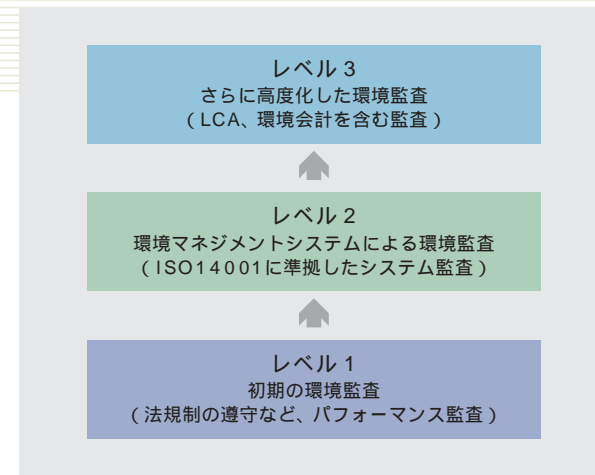 レベル3
さらに高度化した環境監査
(LCA、環境会計を含む監査)
レベル2
環境マネジメントシステムによる環境監査
(ISO14001に準拠したシステム監査)
レベル1
初期の環境監査
(法規制の遵守など、パフォーマンス監査)